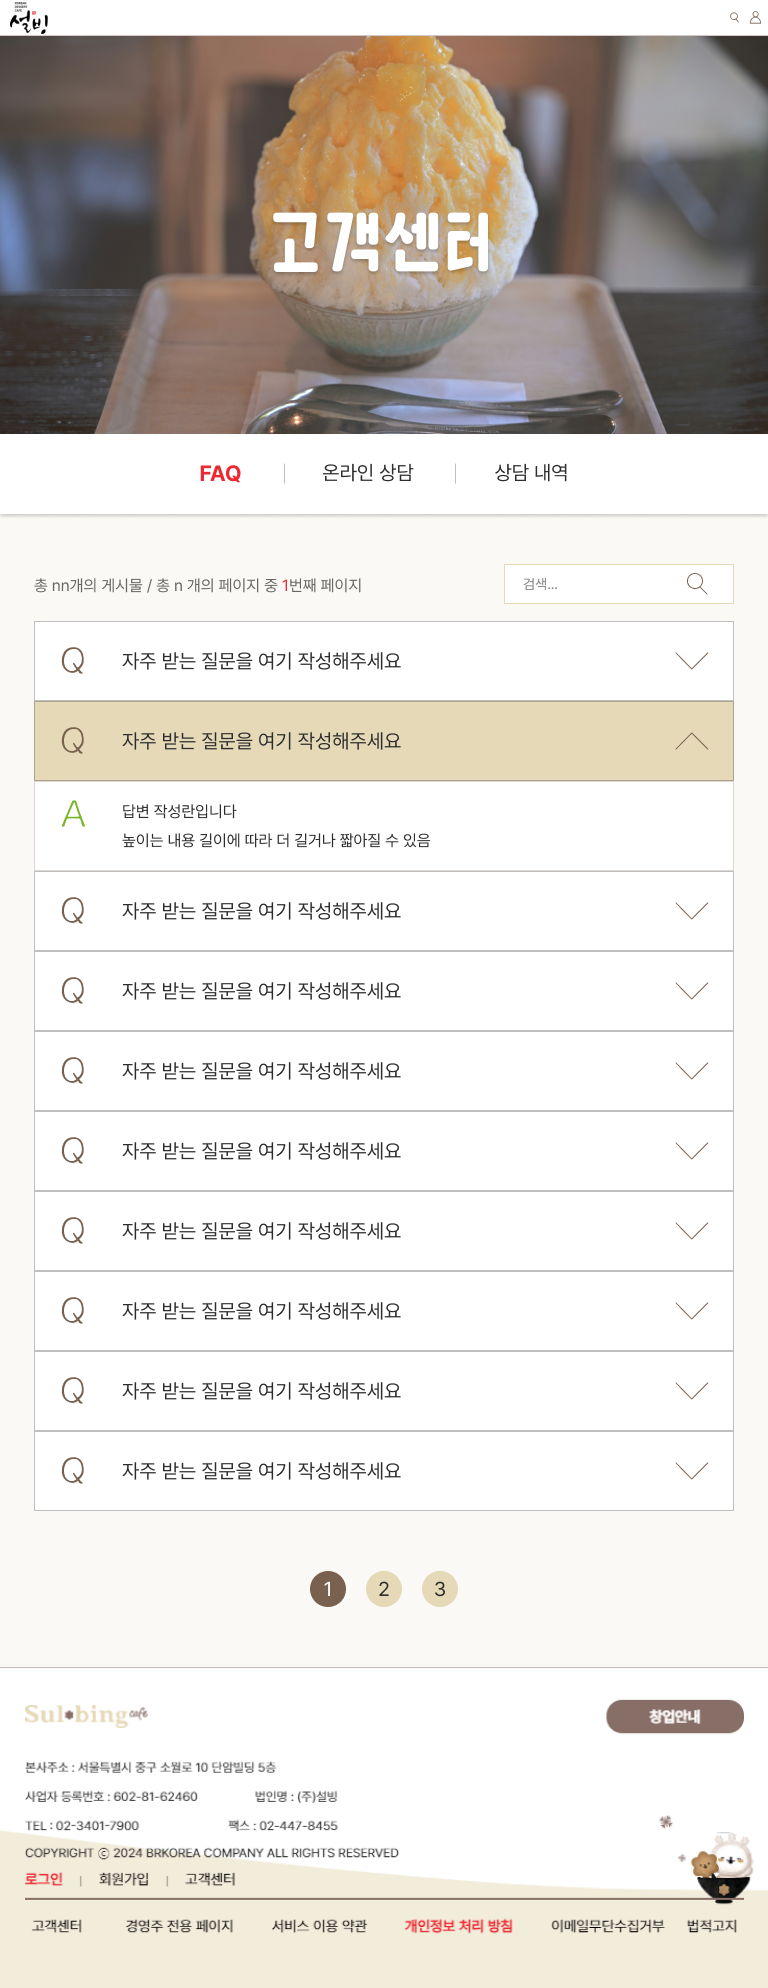 KOREAN
DESSERT
CAFE
설빙
고객센터
FAQ
온라인 상담
상담 내역
총 nn개의 게시물 / 총 n 개의 페이지 중 1번째 페이지
검색...
Q 자주 받는 질문을 여기 작성해주세요
Q 자주 받는 질문을 여기 작성해주세요
A 답변 작성란입니다
높이는 내용 길이에 따라 더 길거나 짧아질 수 있음
Q 자주 받는 질문을 여기 작성해주세요
Q 자주 받는 질문을 여기 작성해주세요
Q 자주 받는 질문을 여기 작성해주세요
Q 자주 받는 질문을 여기 작성해주세요
Q 자주 받는 질문을 여기 작성해주세요
Q 자주 받는 질문을 여기 작성해주세요
Q 자주 받는 질문을 여기 작성해주세요
Q 자주 받는 질문을 여기 작성해주세요
1 2 3
Sulbing cafe
창업안내
본사주소 : 서울특별시 중구 소월로 10 단암빌딩 5층
사업자 등록번호 : 602-81-62460 법인명 : (주)설빙
TEL : 02-3401-7900 팩스 : 02-447-8455
COPYRIGHT ⓒ 2024 BRKOREA COMPANY ALL RIGHTS RESERVED
로그인 | 회원가입 | 고객센터
고객센터 경영주 전용 페이지 서비스 이용 약관 개인정보 처리 방침 이메일무단수집거부 법적고지